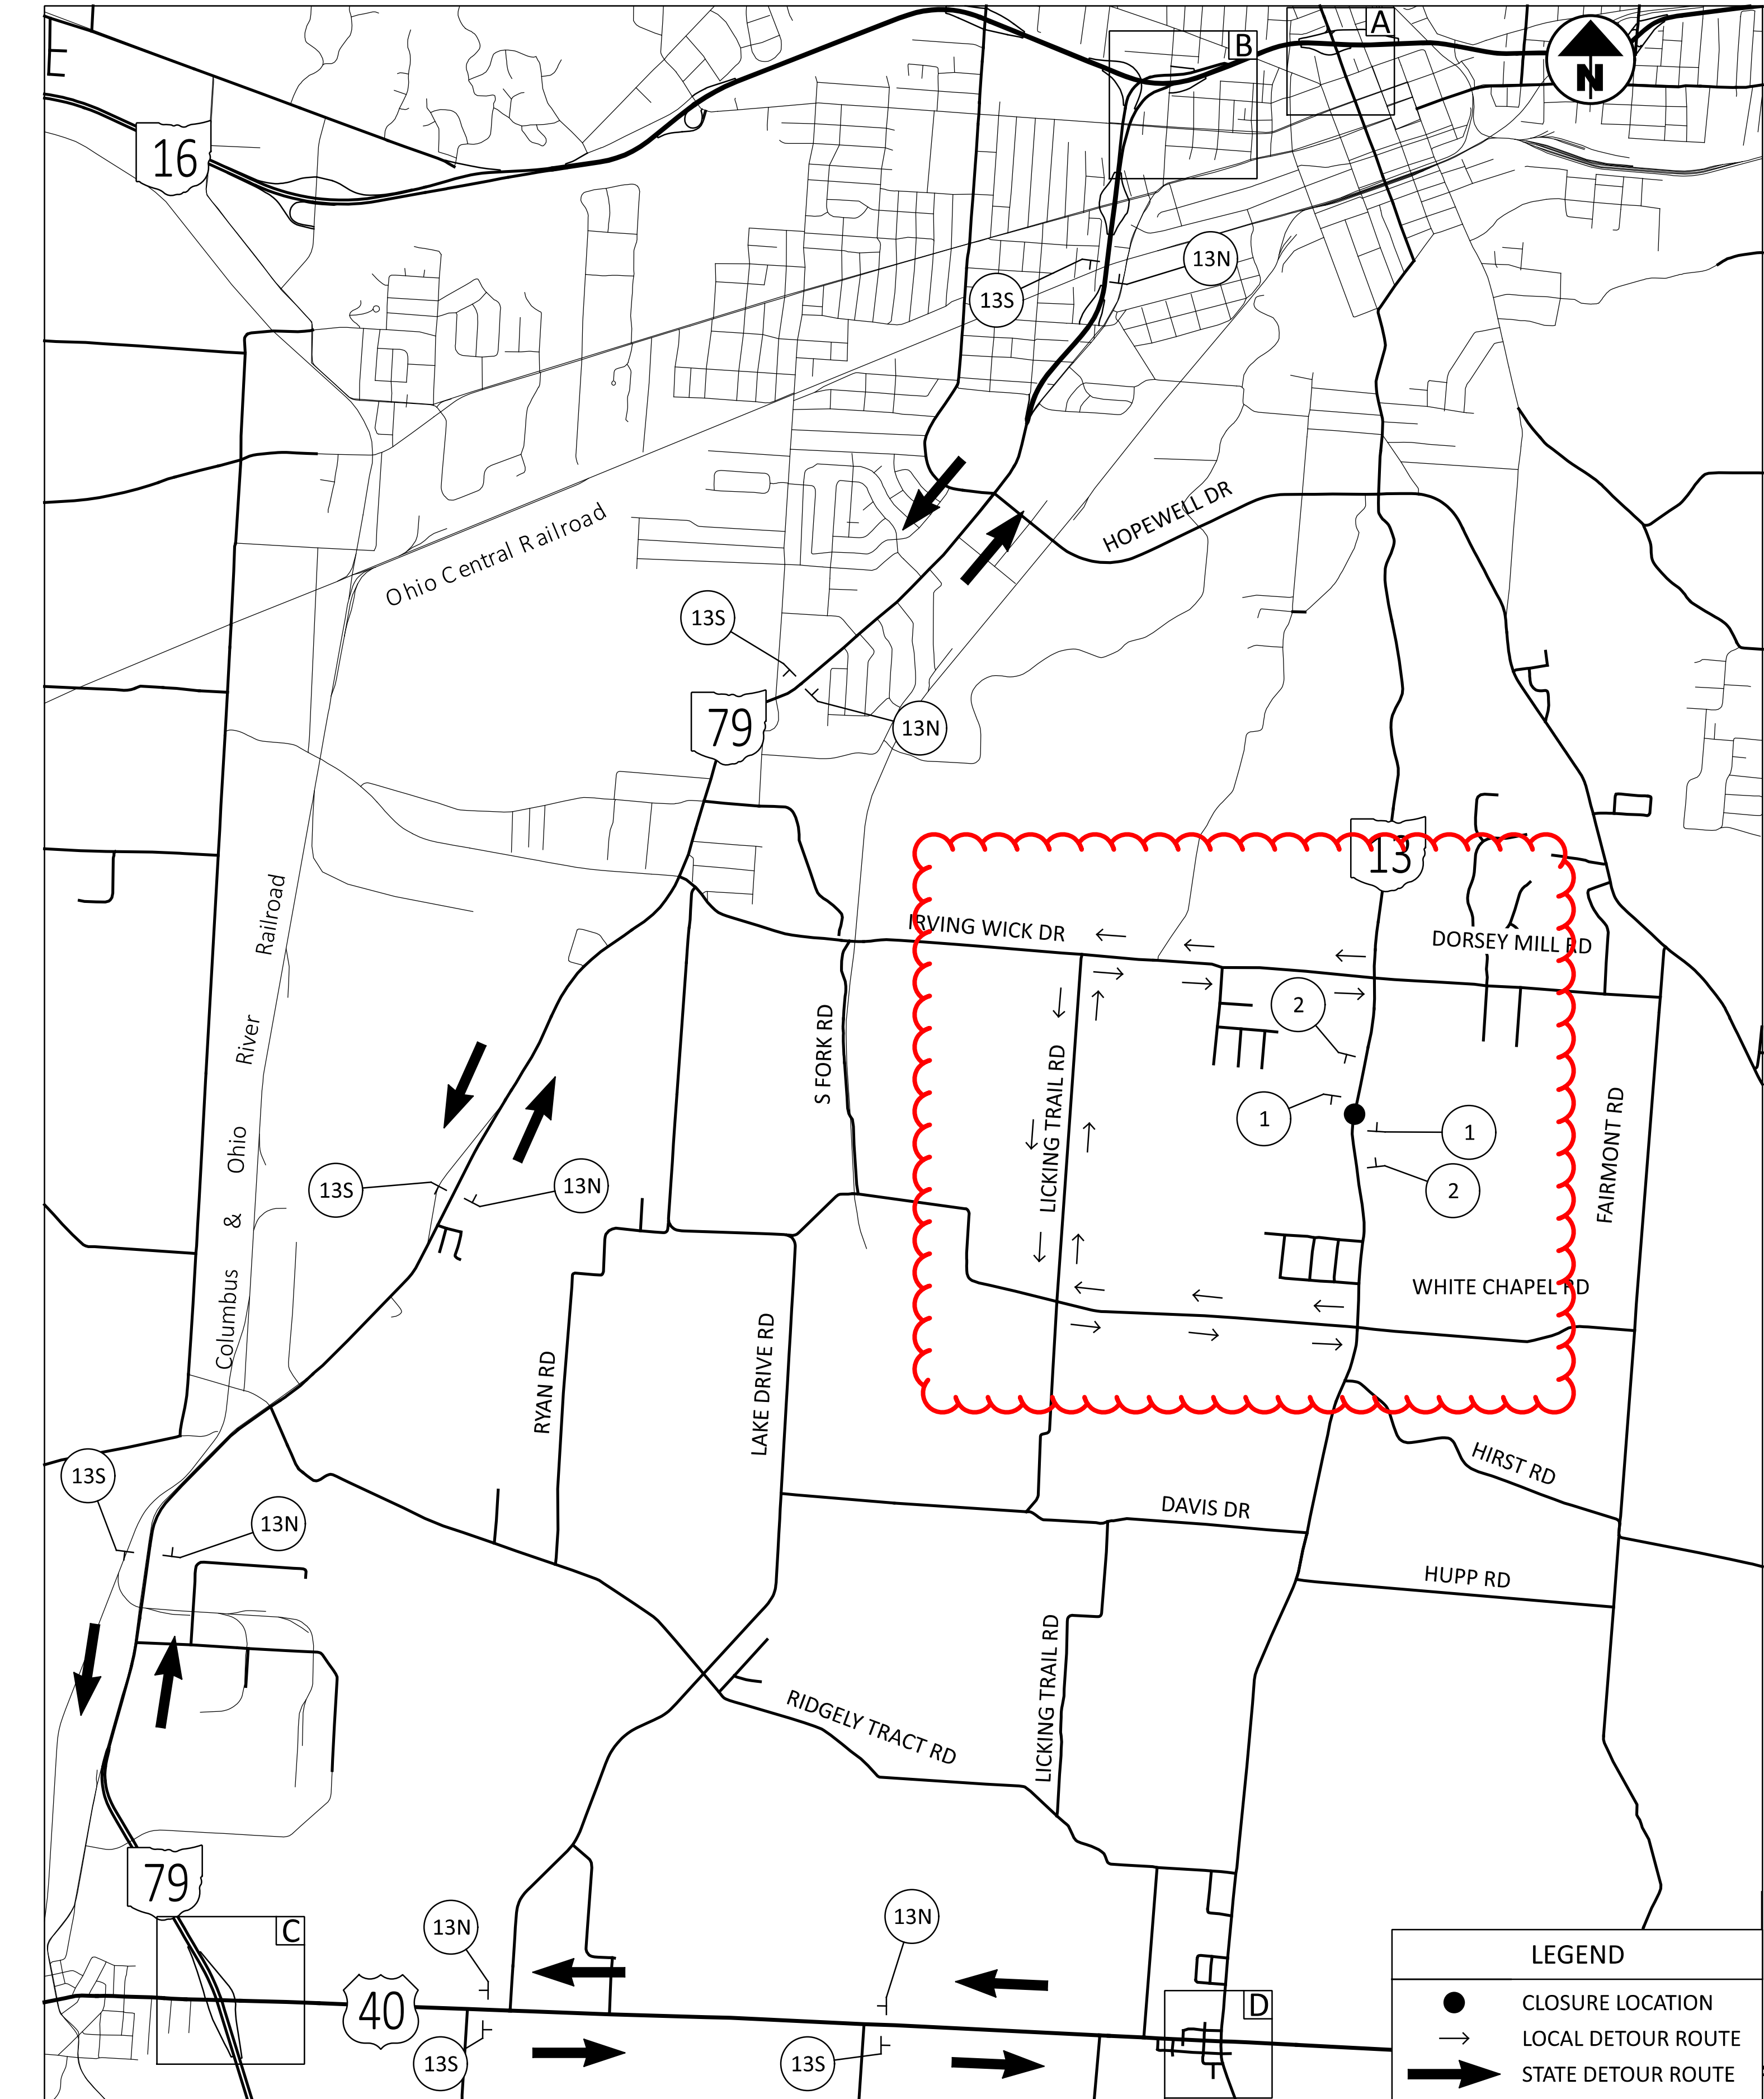 A
B
N
16
13N
13S
HOPEWELL DR
Ohio Central Railroad
13S
79
13N
13
IRVING WICK DR
DORSEY MILL RD
Columbus & Ohio River Railroad
S FORK RD
2
LICKING TRAIL RD
1
1
FAIRMONT RD
13S
13N
2
WHITE CHAPEL RD
RYAN RD
LAKE DRIVE RD
13S
HIRST RD
DAVIS DR
13N
HUPP RD
LICKING TRAIL RD
RIDGELY TRACT RD
79
13N
13N
C
LEGEND
40
D
CLOSURE LOCATION
13S
13S
LOCAL DETOUR ROUTE
STATE DETOUR ROUTE